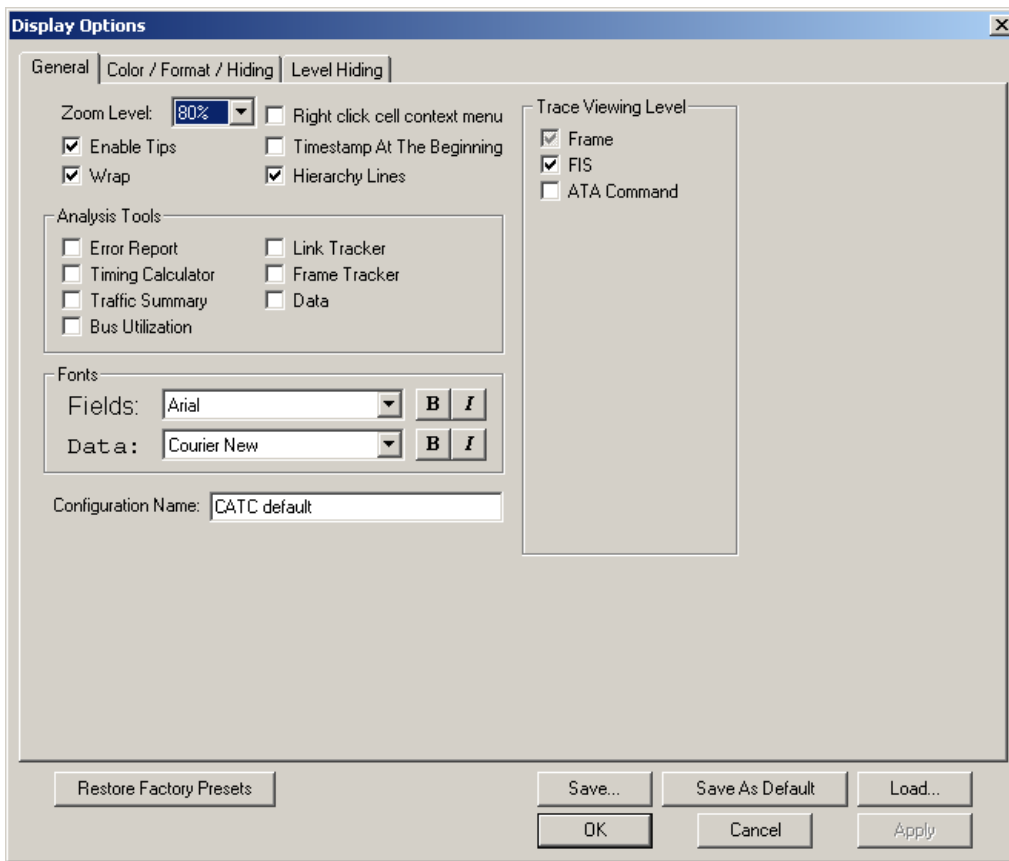 Display Options
General
Color / Format / Hiding
Level Hiding
Zoom Level: 80%
Right click cell context menu
Enable Tips
Timestamp At The Beginning
Wrap
Hierarchy Lines
Trace Viewing Level
Frame
FIS
ATA Command
Analysis Tools
Error Report
Link Tracker
Timing Calculator
Frame Tracker
Traffic Summary
Data
Bus Utilization
Fonts
Fields: Arial B I
Data: Courier New B I
Configuration Name: CATC default
Restore Factory Presets
Save...
Save As Default
Load...
OK
Cancel
Apply